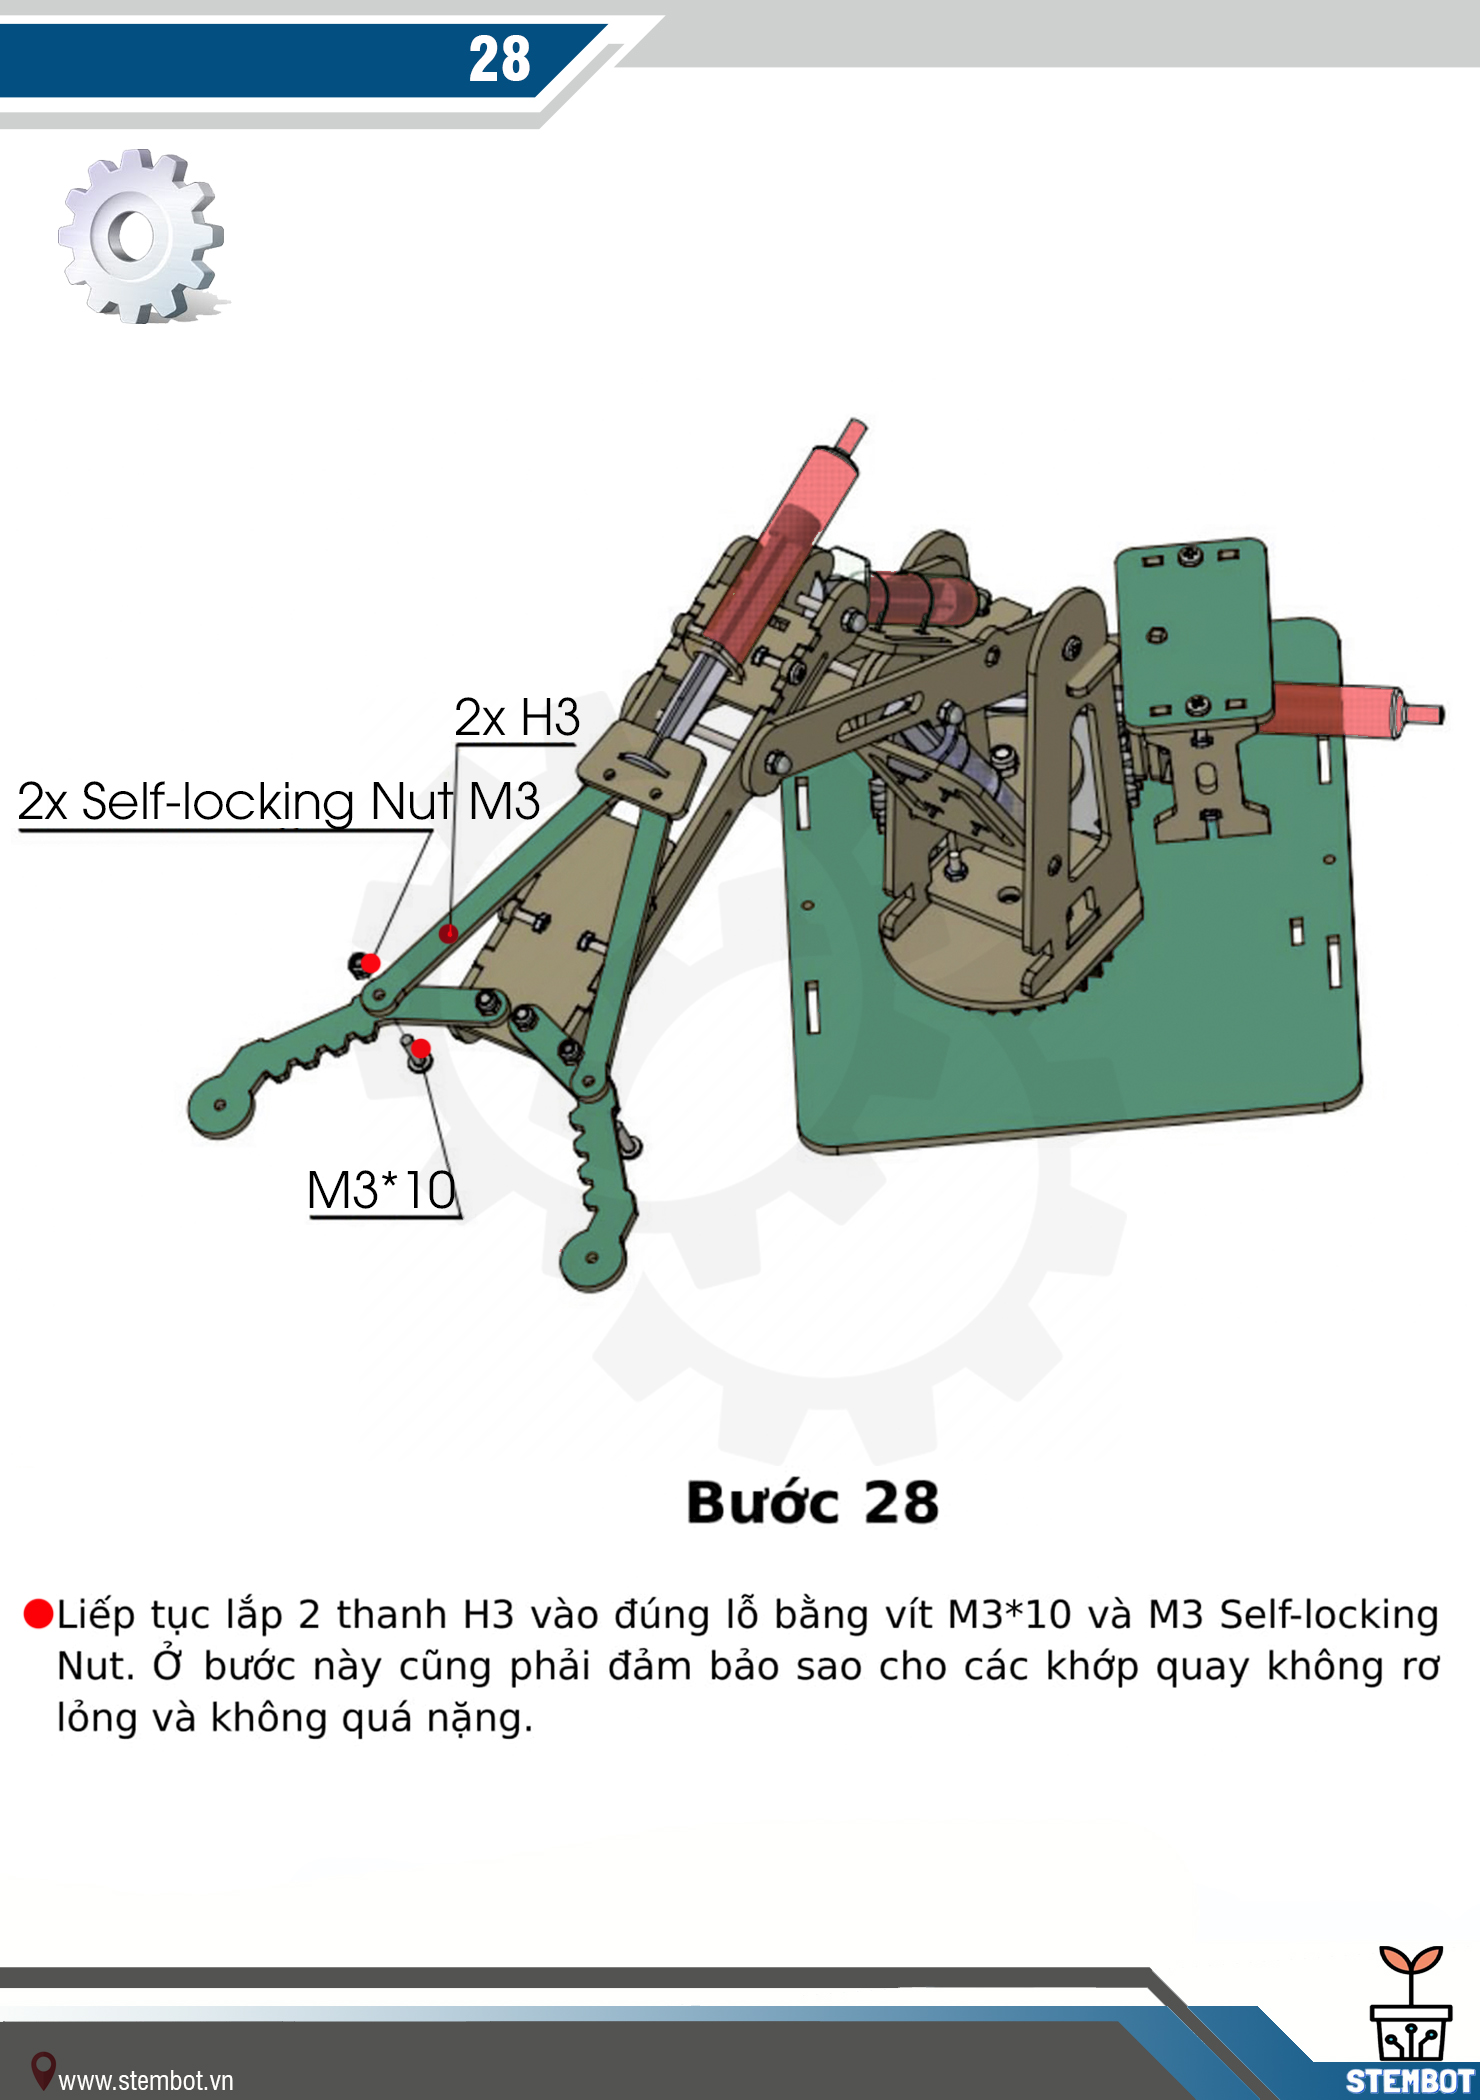 28
2x H3
2x Self-locking Nut M3
M3*10
Bước 28
Liếp tục lắp 2 thanh H3 vào đúng lỗ bằng vít M3*10 và M3 Self-locking
Nut. Ở bước này cũng phải đảm bảo sao cho các khớp quay không rơ
lỏng và không quá nặng.
www.stembot.vn
STEMBOT